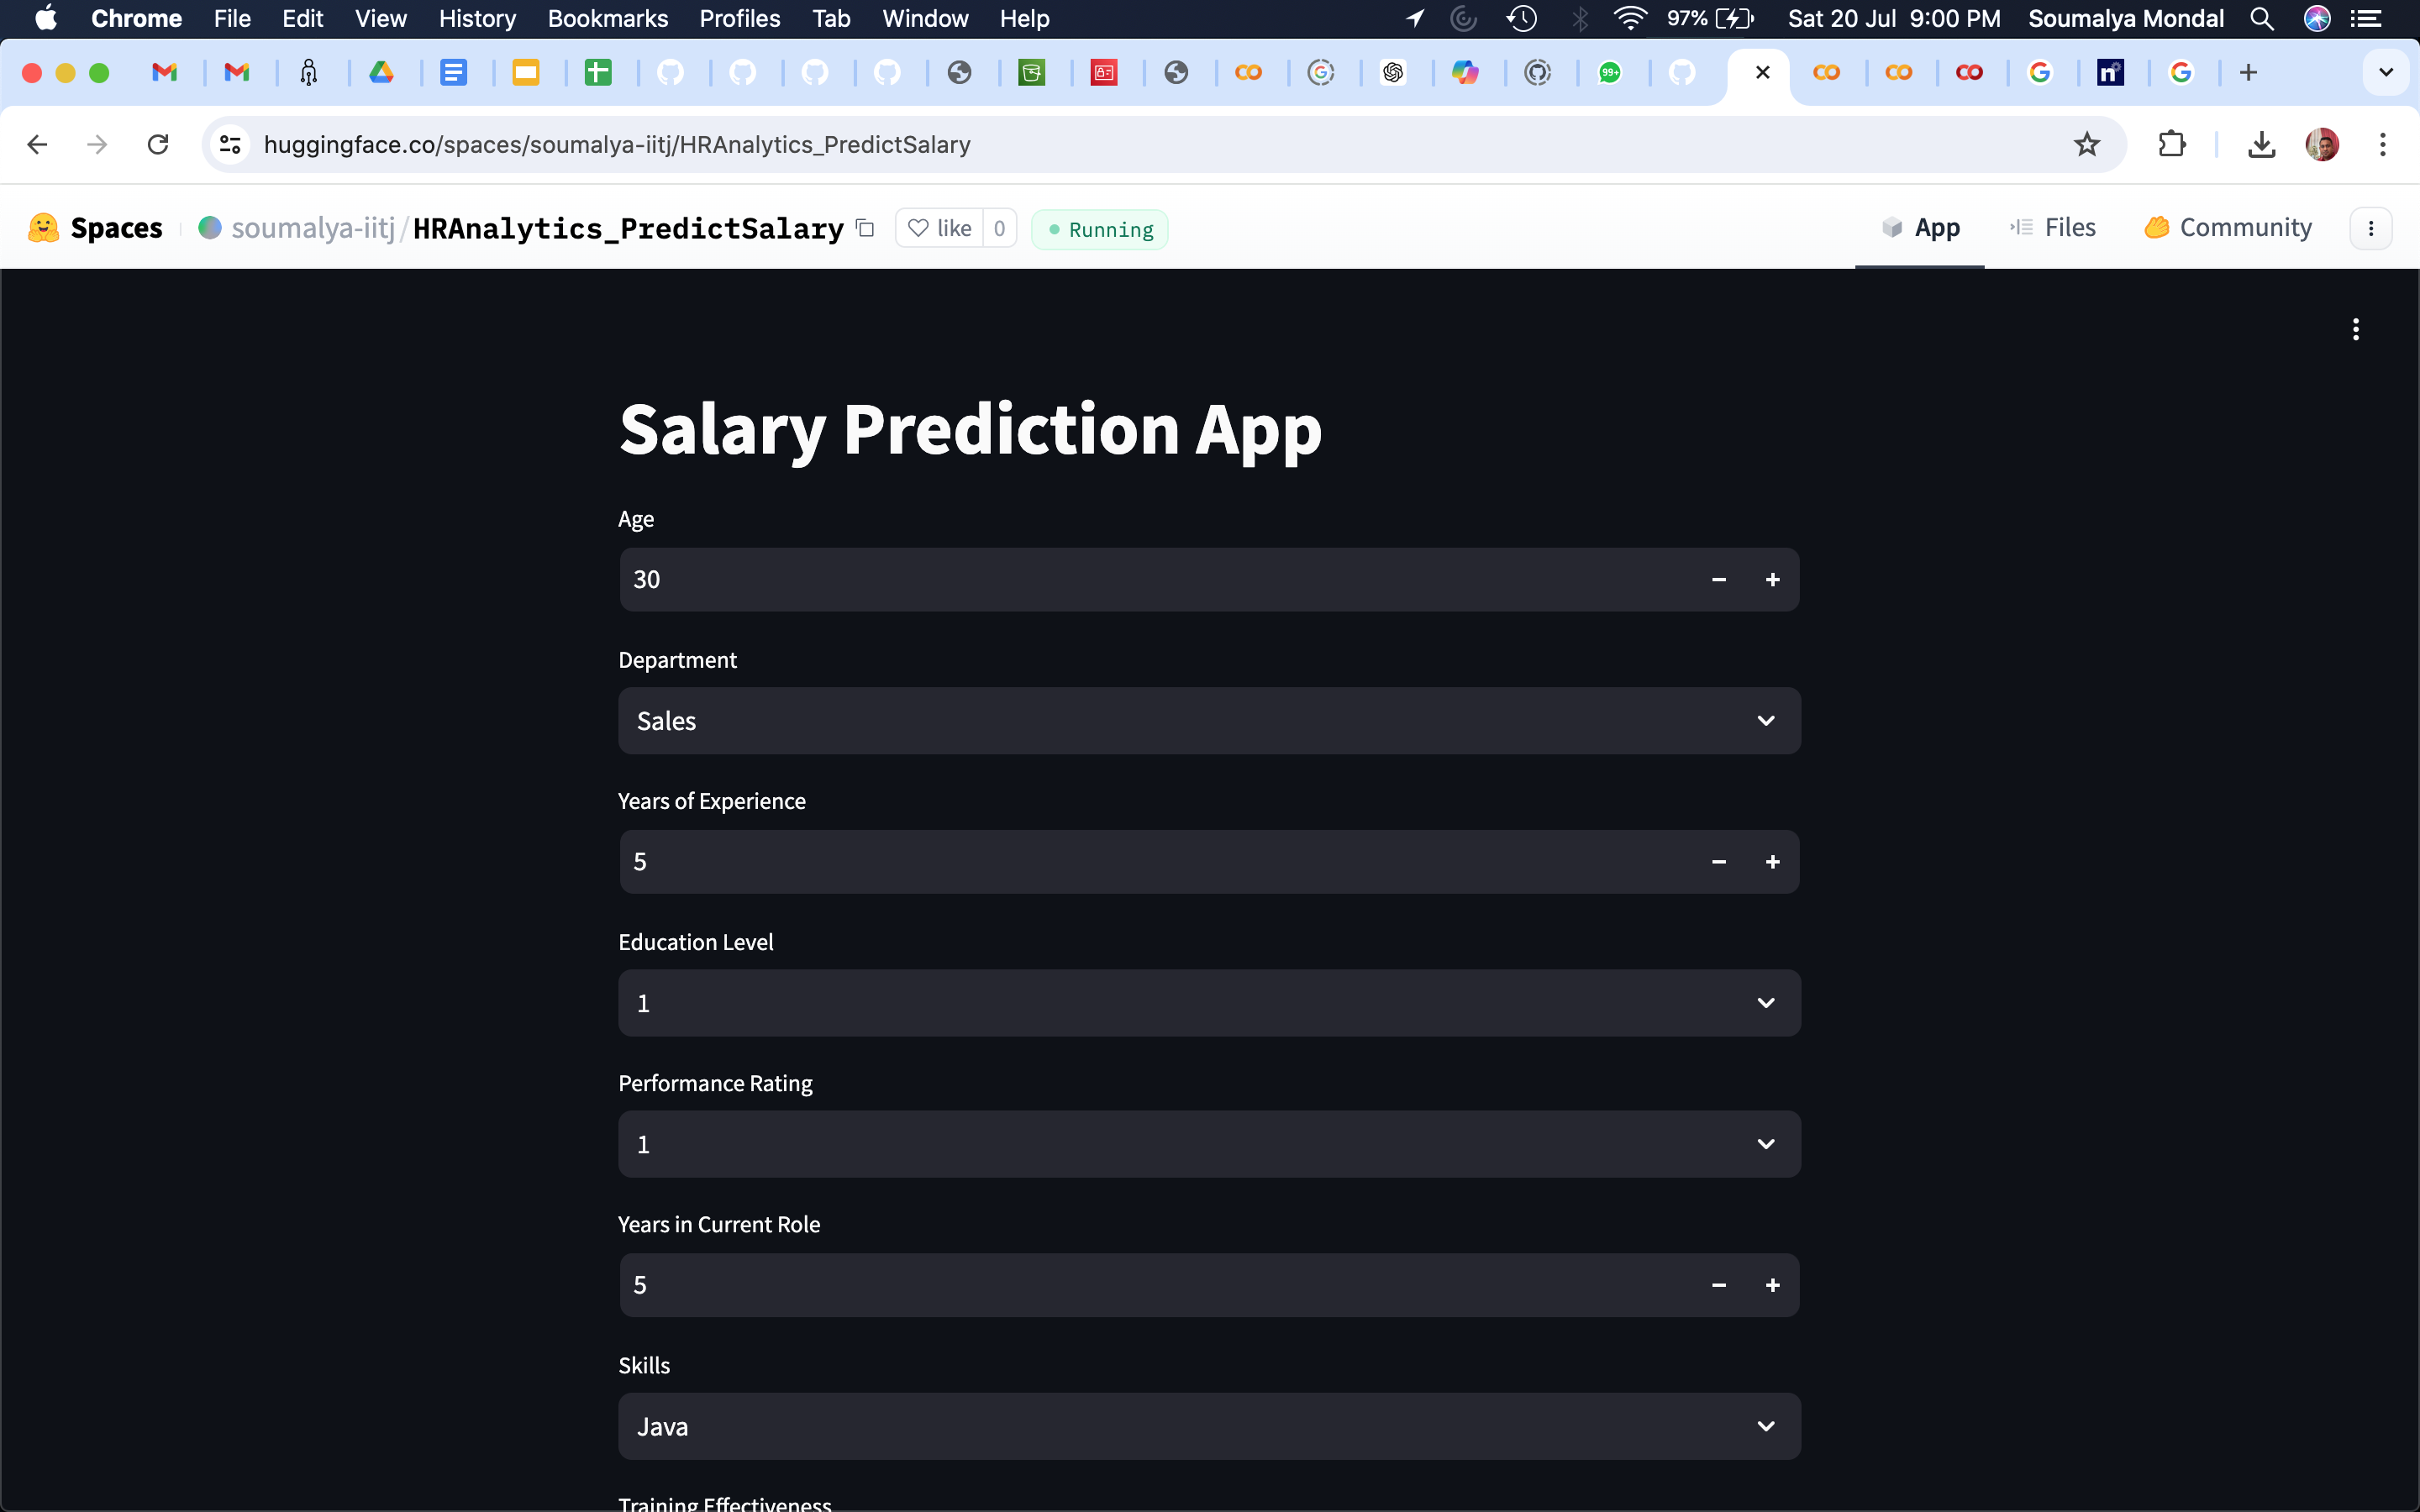 Chrome File Edit View History Bookmarks Profiles Tab Window Help 97% Sat 20 Jul 9:00 PM Soumalya Mondal
99+
huggingface.co/spaces/soumalya-iitj/HRAnalytics_PredictSalary
Spaces soumalya-iitj/HRAnalytics_PredictSalary like 0 Running App Files Community
Salary Prediction App
Age
30
Department
Sales
Years of Experience
5
Education Level
1
Performance Rating
1
Years in Current Role
5
Skills
Java
Training Effectiveness